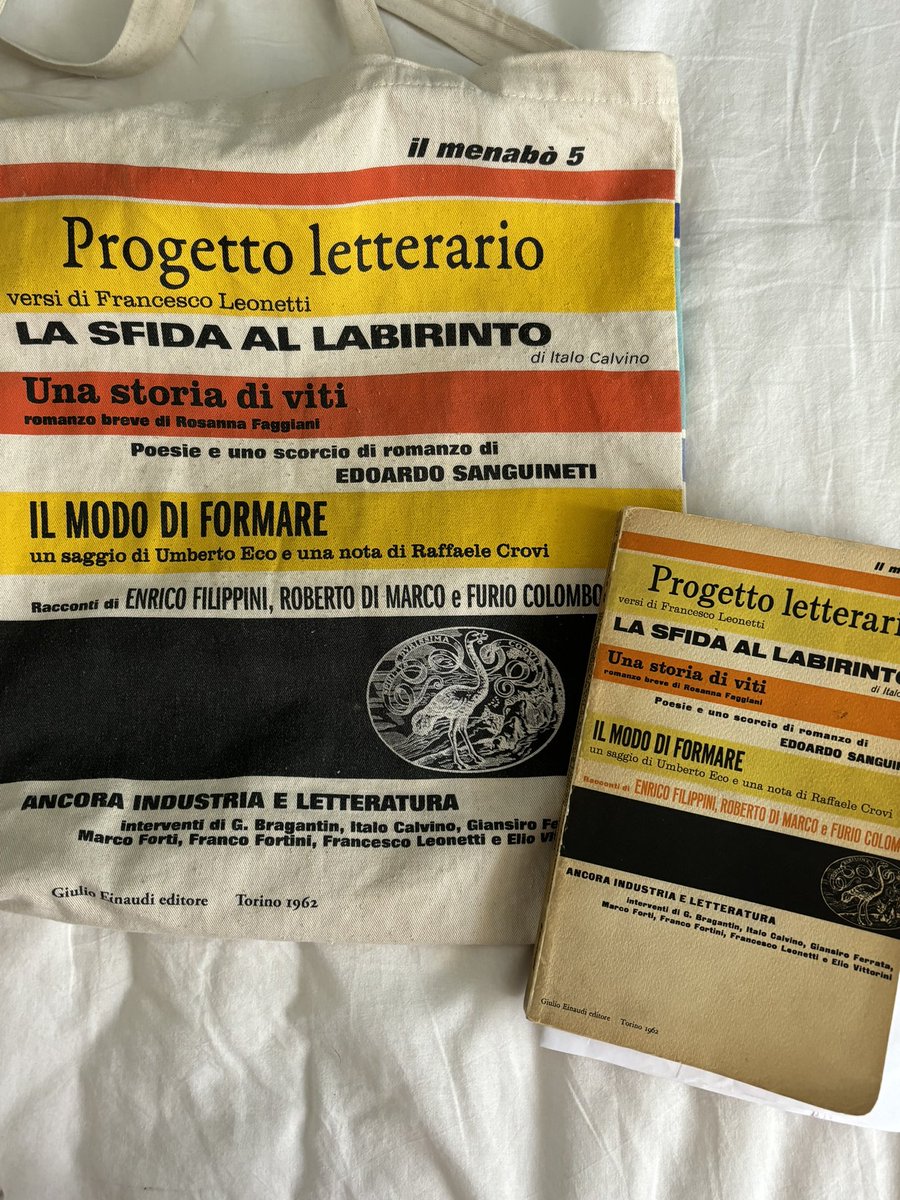 il menabò 5
Progetto letterario
versi di Francesco Leonetti
LA SFIDA AL LABIRINTO
di Italo Calvino
Una storia di viti
romanzo breve di Rosanna Faggiani
Poesie e uno scorcio di romanzo di
EDOARDO SANGUINETI
IL MODO DI FORMARE
un saggio di Umberto Eco e una nota di Raffaele Crovi
Racconti di ENRICO FILIPPINI, ROBERTO DI MARCO e FURIO COLOMBO
ANCORA INDUSTRIA E LETTERATURA
interventi di G. Bragantin, Italo Calvino, Giansiro
Marco Forti, Franco Fortini, Francesco Leonetti e Elio
Giulio Einaudi editore Torino 1962
il
Progetto
versi di Francesco Leonetti
LA SFIDA AL
di
Una storia di viti
romanzo breve di Rosanna Faggiani
Poesie e uno scorcio di romanzo di
EDOARDO
IL MODO DI FORMARE
un saggio di Umberto Eco e una nota di Raffaele Crovi
Racconti di ENRICO FILIPPINI, ROBERTO DI MARCO e FURIO
ANCORA INDUSTRIA E LETTERATURA
interventi di G. Bragantin, Italo Calvino, Giansiro Ferrata,
Marco Forti, Franco Fortini, Francesco Leonetti e Elio Vittorini
Giulio Einaudi editore Torino 1962